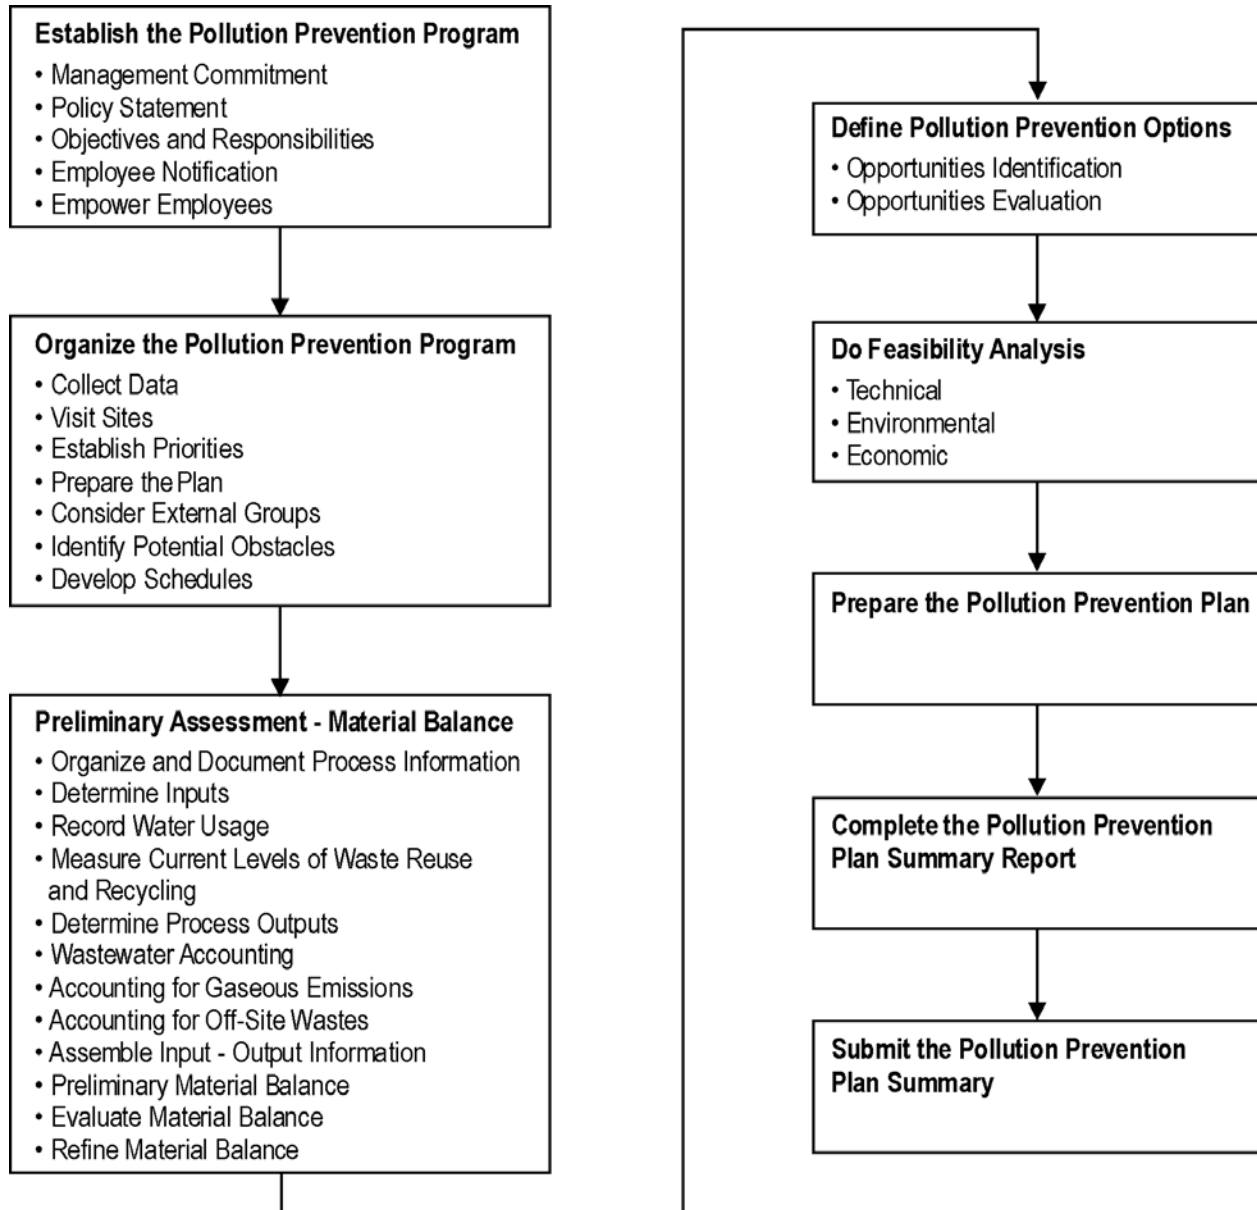 Establish the Pollution Prevention Program
• Management Commitment
• Policy Statement
• Objectives and Responsibilities
• Employee Notification
• Empower Employees
Organize the Pollution Prevention Program
• Collect Data
• Visit Sites
• Establish Priorities
• Prepare the Plan
• Consider External Groups
• Identify Potential Obstacles
• Develop Schedules
Preliminary Assessment - Material Balance
• Organize and Document Process Information
• Determine Inputs
• Record Water Usage
• Measure Current Levels of Waste Reuse
and Recycling
• Determine Process Outputs
• Wastewater Accounting
• Accounting for Gaseous Emissions
• Accounting for Off-Site Wastes
• Assemble Input - Output Information
• Preliminary Material Balance
• Evaluate Material Balance
• Refine Material Balance
Define Pollution Prevention Options
• Opportunities Identification
• Opportunities Evaluation
Do Feasibility Analysis
• Technical
• Environmental
• Economic
Prepare the Pollution Prevention Plan
Complete the Pollution Prevention
Plan Summary Report
Submit the Pollution Prevention
Plan Summary